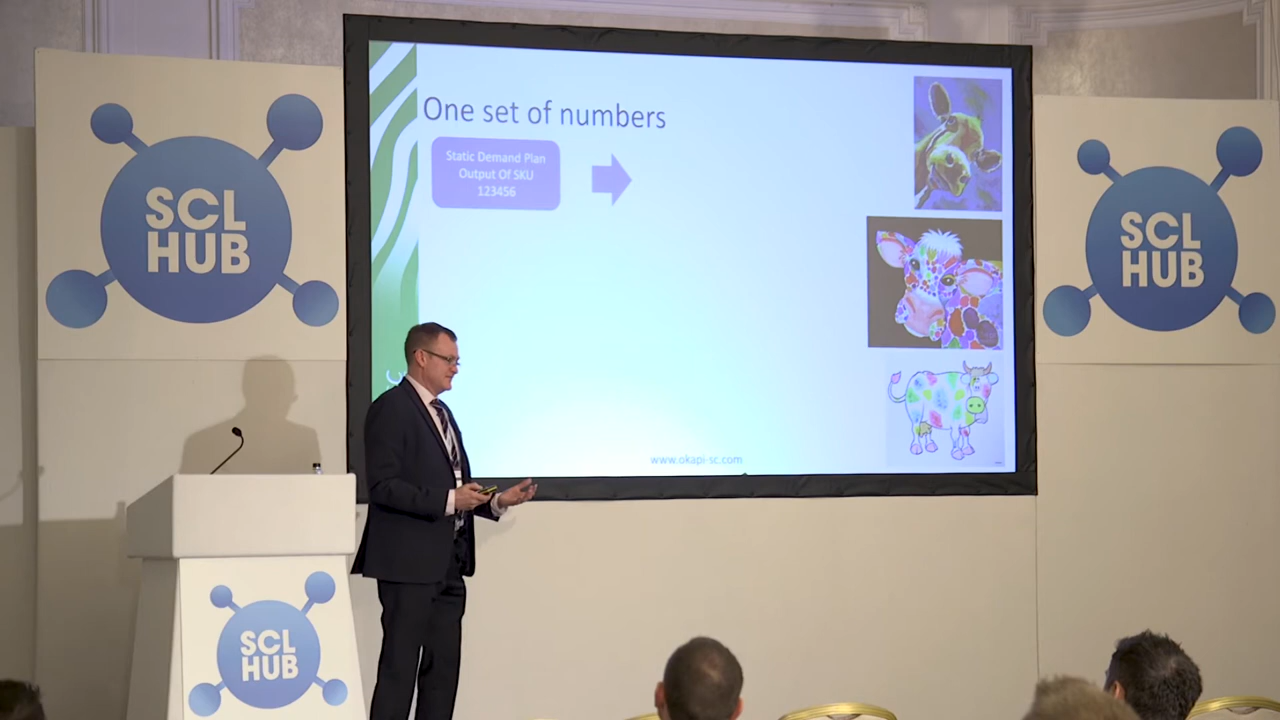 One set of numbers
Static Demand Plan
Output Of SKU
123456
www.okapi-sc.com
SCL
HUB
SCL
HUB
SCL
HUB